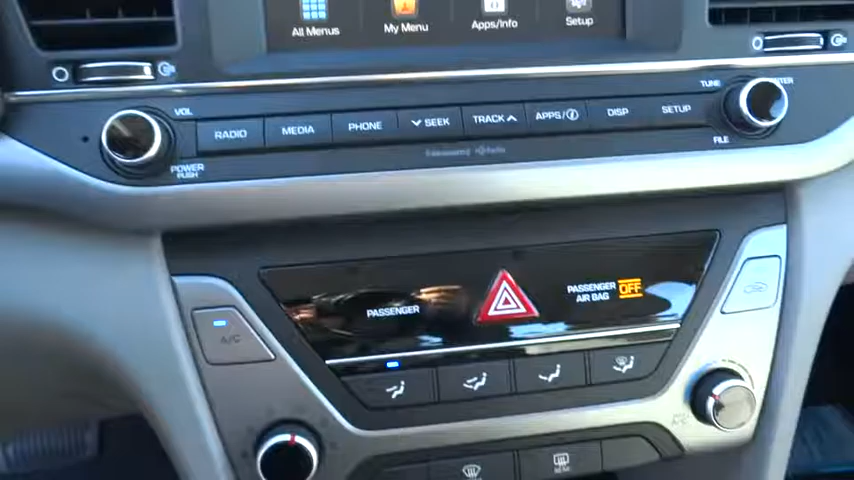 All Menus
My Menu
Apps/Info
Setup
VOL
TUNE
RADIO
MEDIA
PHONE
SEEK
TRACK
APPS/
DISP
SETUP
POWER
PUSH
FILE
PASSENGER
PASSENGER
AIR BAG
OFF
A/C
REAR